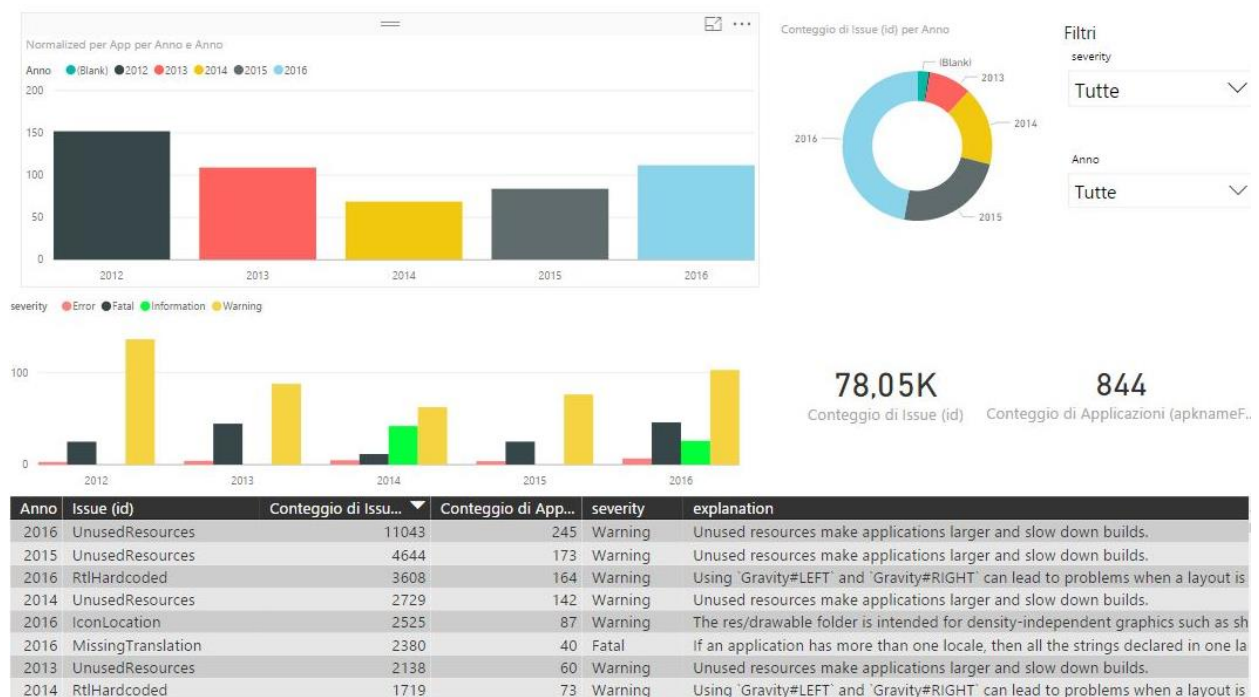 Normalized per App per Anno e Anno
Anno (Blank) 2012 2013 2014 2015 2016
200
150
100
50
0
2012 2013 2014 2015 2016
Conteggio di Issue (id) per Anno
(Blank)
2013
2014
2015
2016
Filtri
severity
Tutte
Anno
Tutte
severity Error Fatal Information Warning
100
0
2012 2013 2014 2015 2016
78,05K
Conteggio di Issue (id)
844
Conteggio di Applicazioni (apknameF...
Anno Issue (id) Conteggio di Issu... Conteggio di App... severity explanation
2016 UnusedResources 11043 245 Warning Unused resources make applications larger and slow down builds.
2015 UnusedResources 4644 173 Warning Unused resources make applications larger and slow down builds.
2016 RtlHardcoded 3608 164 Warning Using `Gravity#LEFT` and `Gravity#RIGHT` can lead to problems when a layout is
2014 UnusedResources 2729 142 Warning Unused resources make applications larger and slow down builds.
2016 IconLocation 2525 87 Warning The res/drawable folder is intended for density-independent graphics such as sh
2016 MissingTranslation 2380 40 Fatal If an application has more than one locale, then all the strings declared in one la
2013 UnusedResources 2138 60 Warning Unused resources make applications larger and slow down builds.
2014 RtlHardcoded 1719 73 Warning Using `Gravity#LEFT` and `Gravity#RIGHT` can lead to problems when a layout is